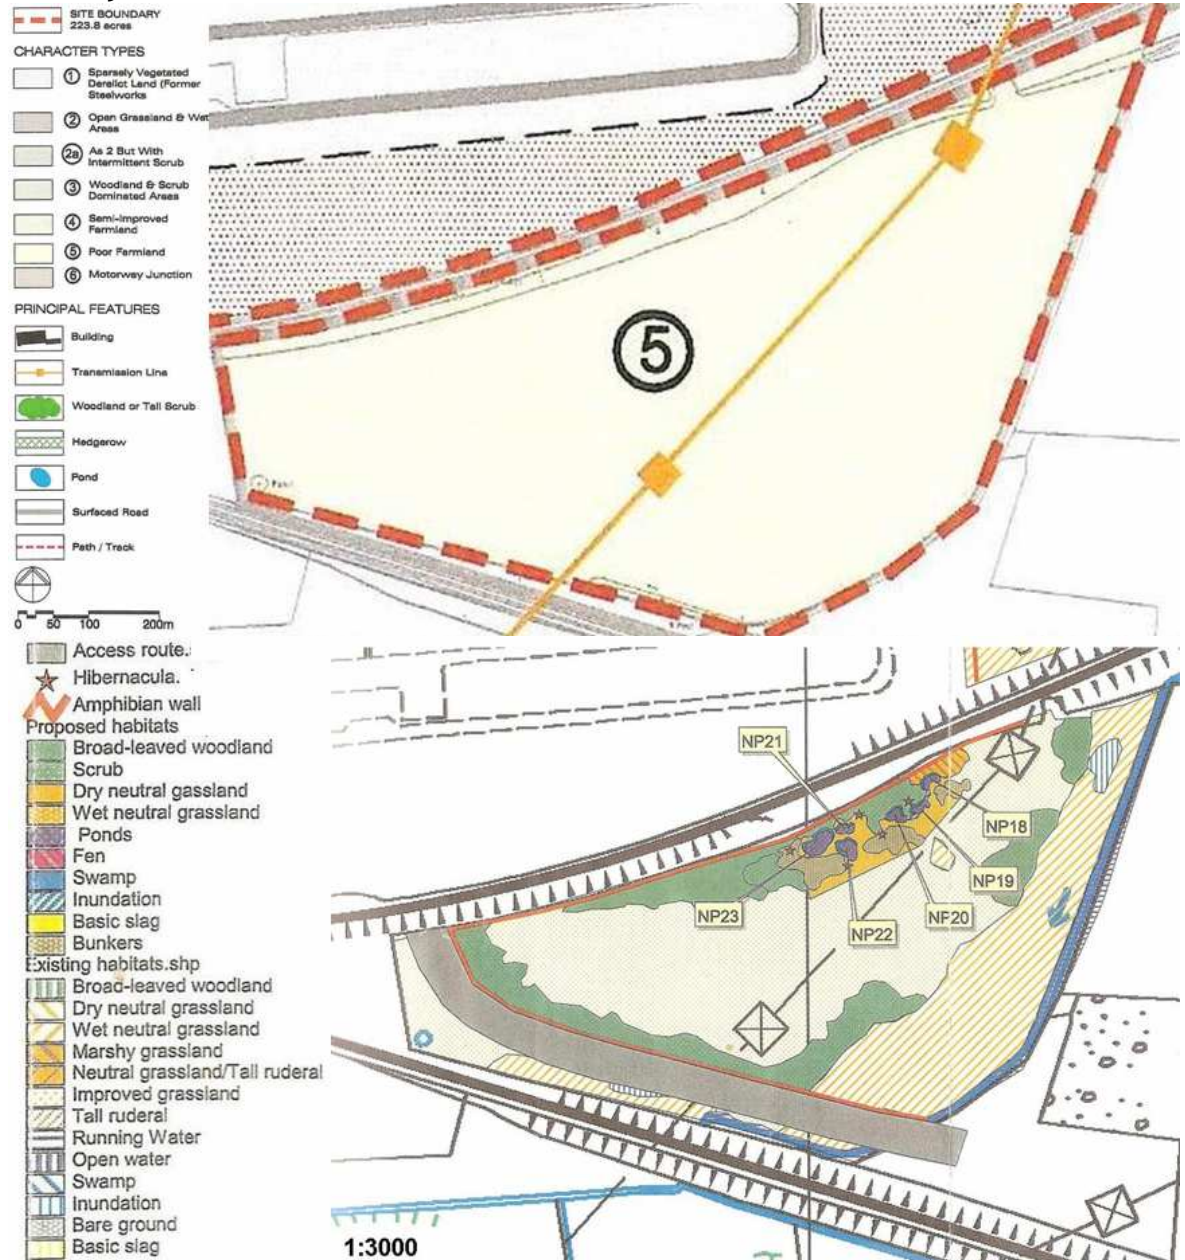 SITE BOUNDARY
223.8 acres
CHARACTER TYPES
1 Sparsely Vegetated
Derelict Land (Former
Steelworks
2 Open Grassland & Wet
Areas
2a As 2 But With
Intermittent Scrub
3 Woodland & Scrub
Dominated Areas
4 Semi-Improved
Farmland
5 Poor Farmland
6 Motorway Junction
PRINCIPAL FEATURES
Building
Transmission Line
Woodland or Tall Scrub
Hedgerow
Pond
Surfaced Road
Path / Track
0 50 100 200m
5
Pond
Access route.
Hibernacula.
Amphibian wall
Proposed habitats
Broad-leaved woodland
Scrub
Dry neutral gassland
Wet neutral grassland
Ponds
Fen
Swamp
Inundation
Basic slag
Bunkers
Existing habitats.shp
Broad-leaved woodland
Dry neutral grassland
Wet neutral grassland
Marshy grassland
Neutral grassland/Tall ruderal
Improved grassland
Tall ruderal
Running Water
Open water
Swamp
Inundation
Bare ground
Basic slag
NP21
NP18
NP19
NP23
NP22
NP20
1:3000